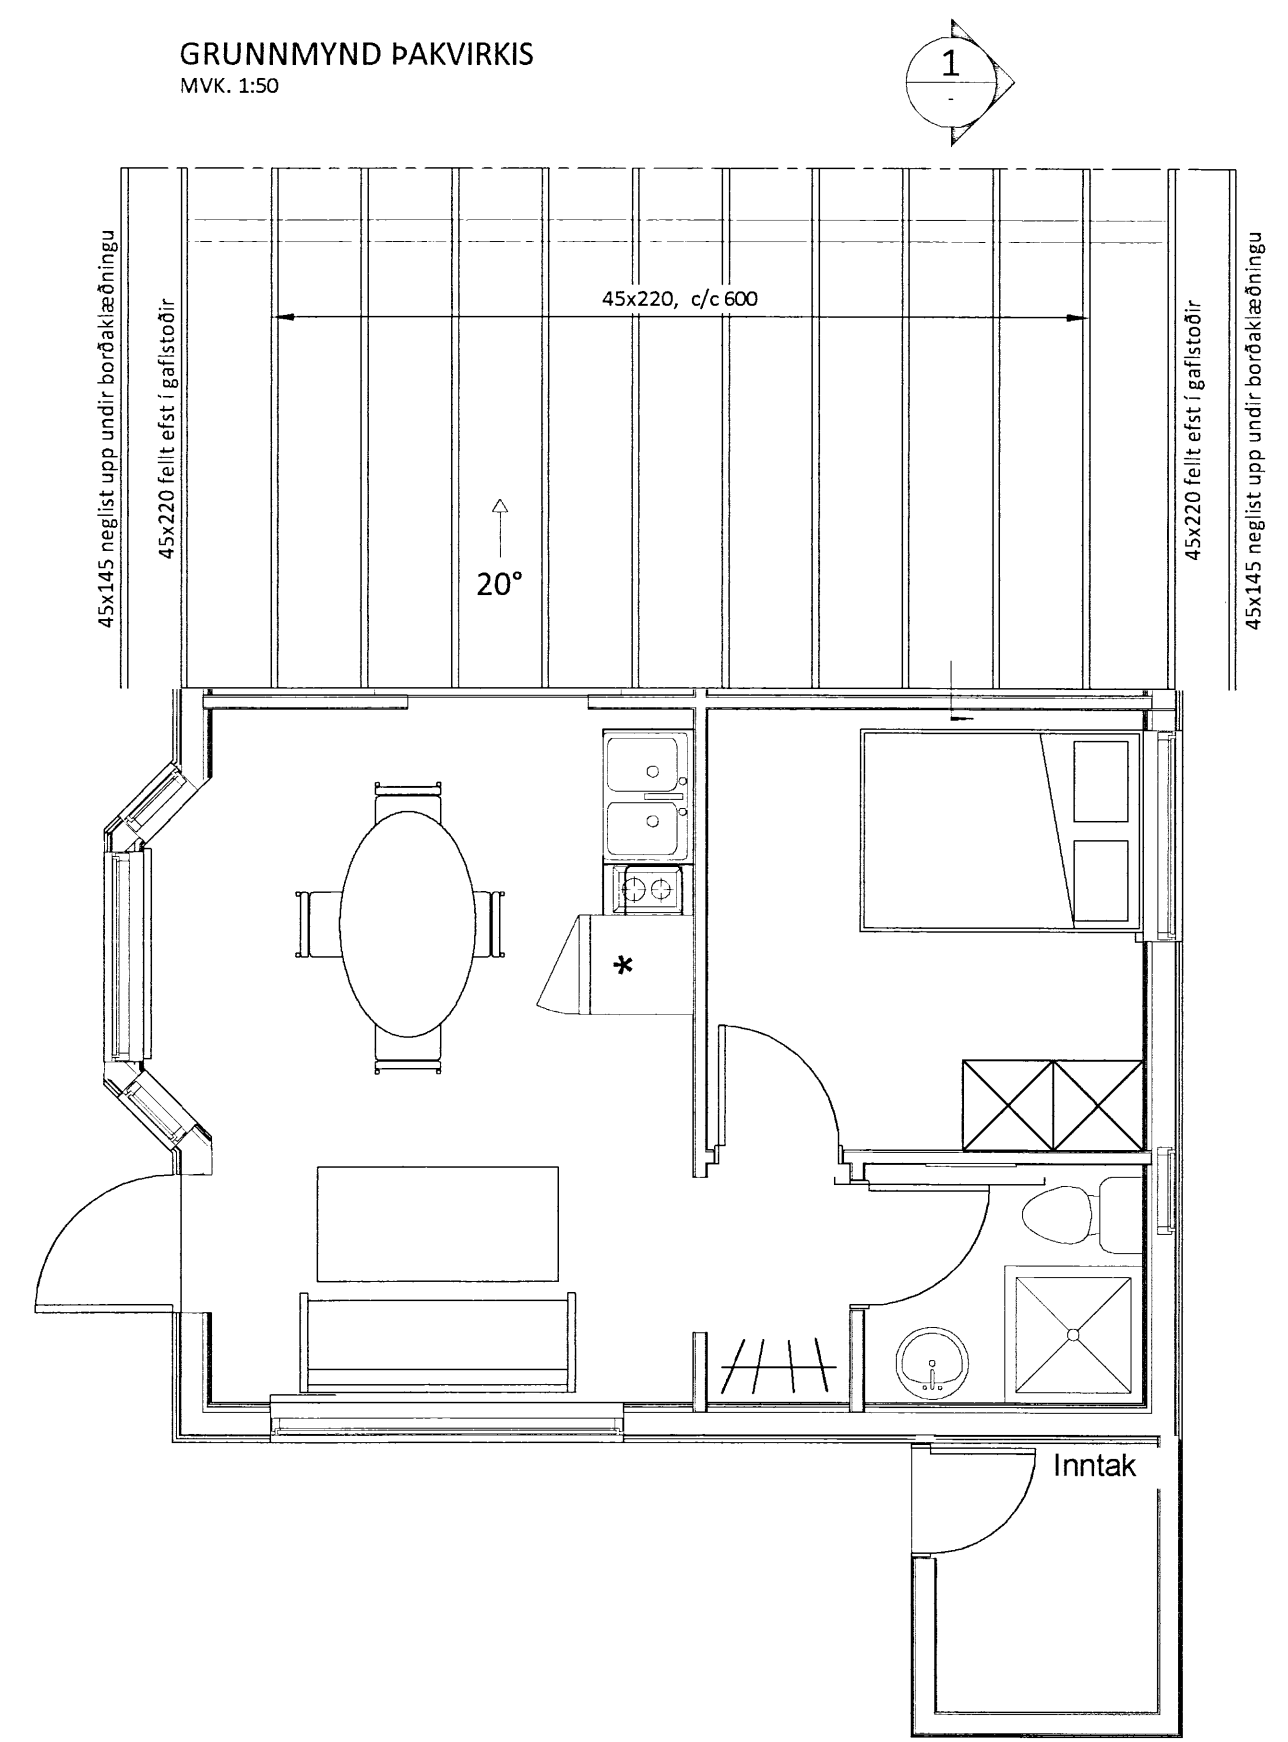 GRUNNMYND ÞAKVIRKIS
MVK. 1:50
1
-
45x145 neglist upp undir borðaklæðningu
45x220 fellt efst í gaflstoðir
45x220, c/c 600
45x220 fellt efst í gaflstoðir
45x145 neglist upp undir borðaklæðningu
20°
*
Inntak